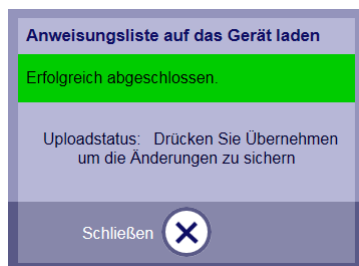 Anweisungsliste auf das Gerät laden
Erfolgreich abgeschlossen.
Uploadstatus: Drücken Sie Übernehmen
um die Änderungen zu sichern
Schließen